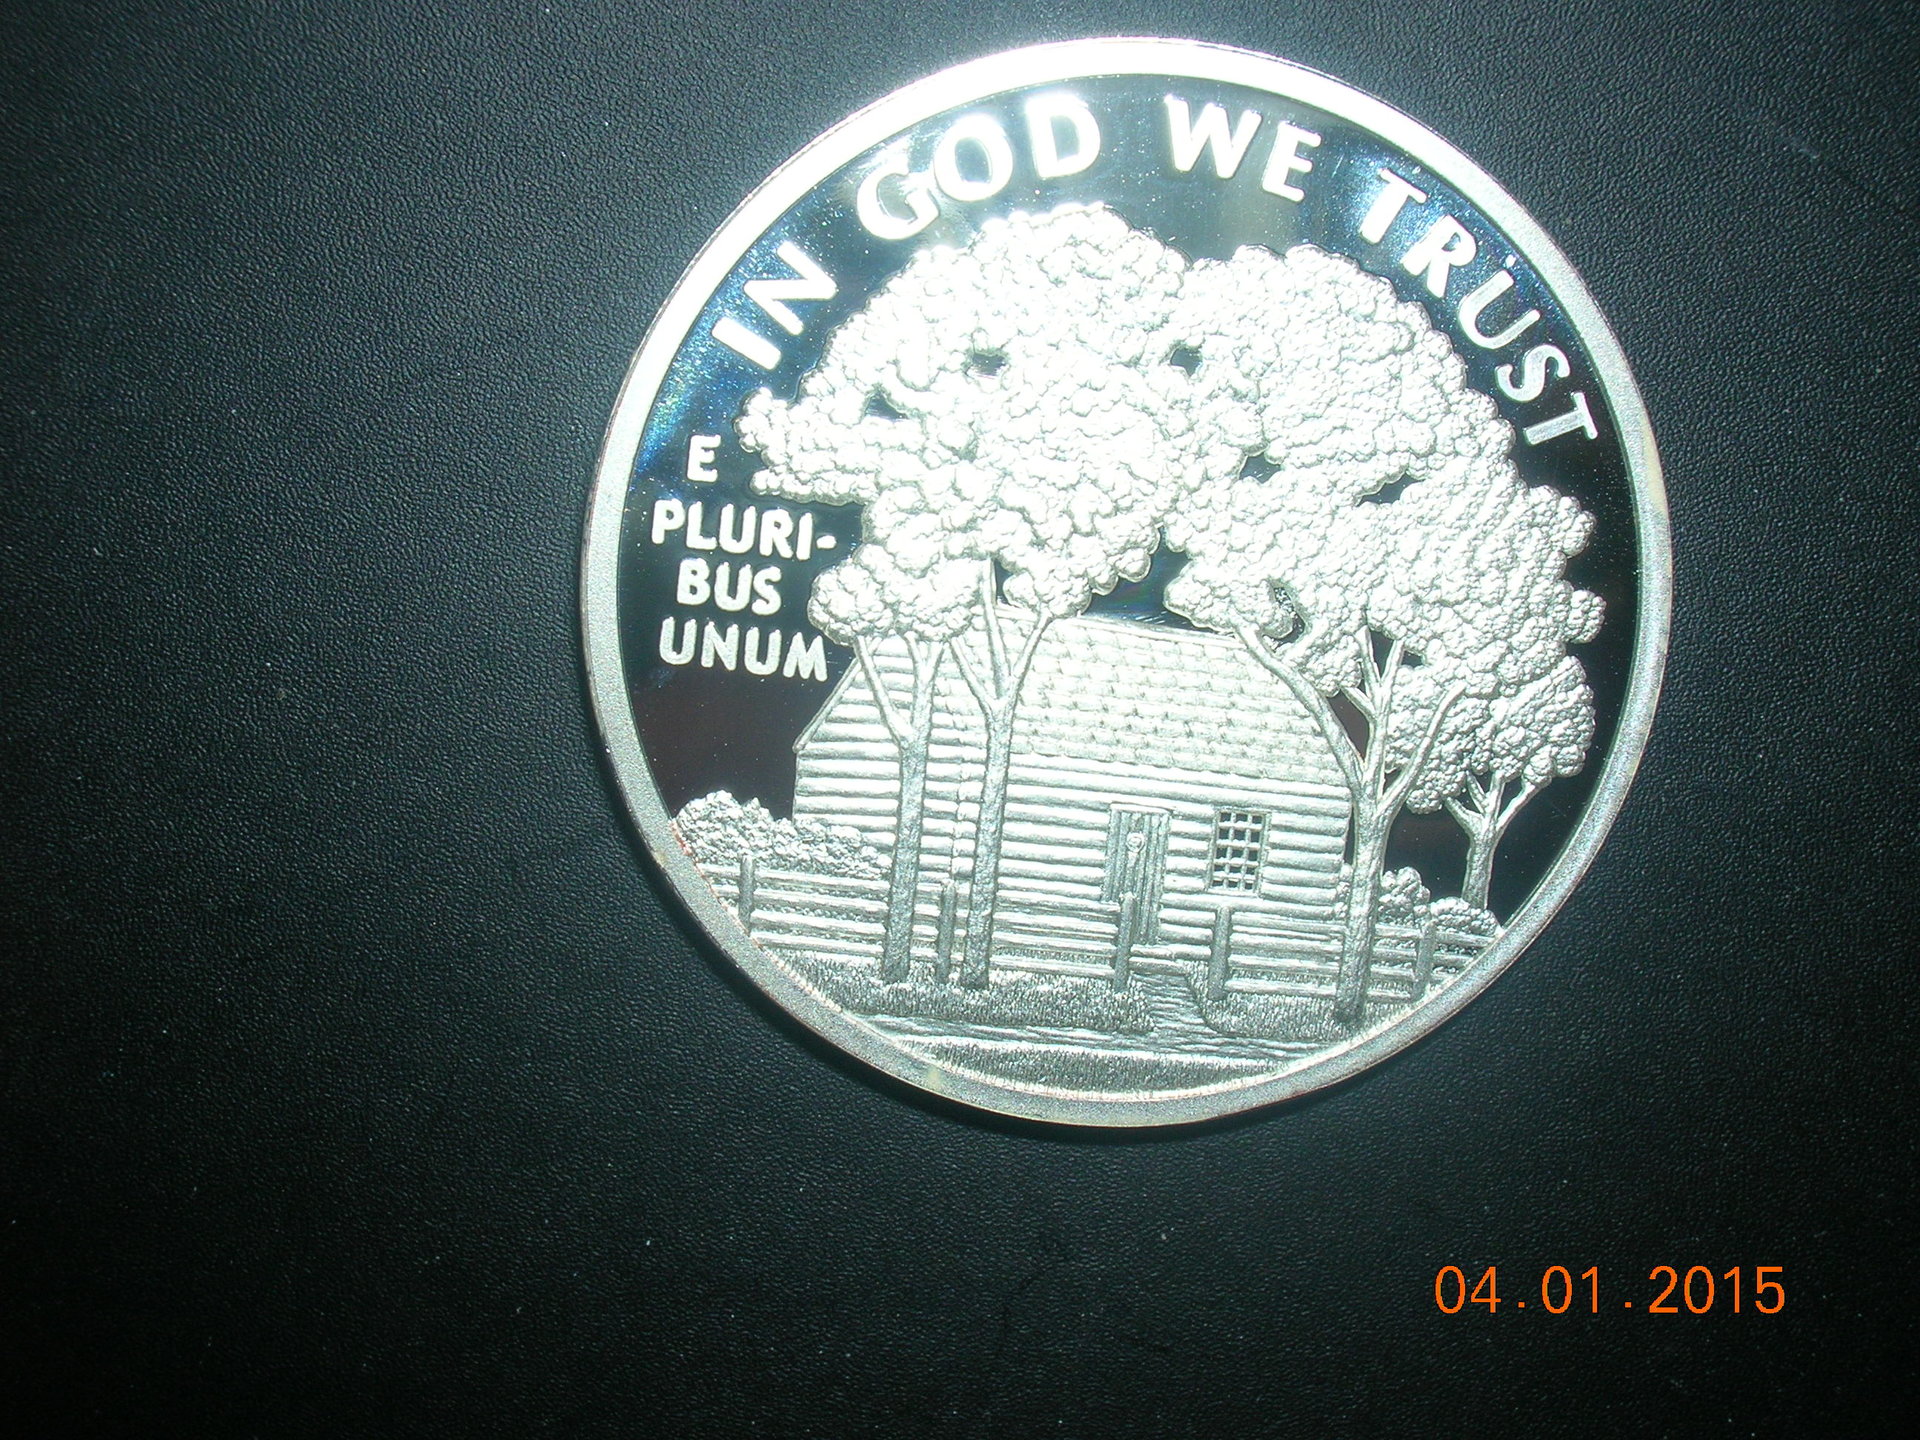 IN GOD WE TRUST
E
PLURI-
BUS
UNUM
04.01.2015